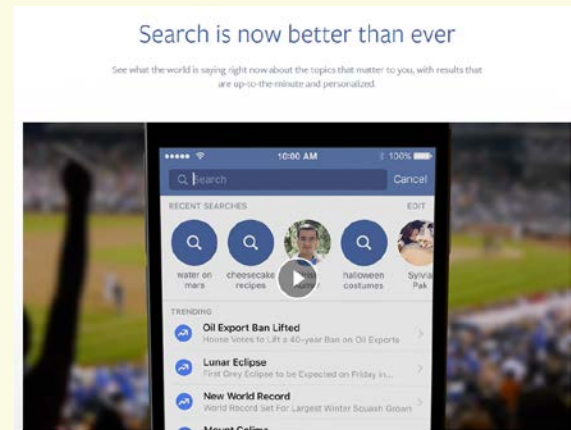 Search is now better than ever
See what the world is saying right now about the topics that matter to you, with results that
are up-to-the-minute and personalized.
10:00 AM
100%
Search
Cancel
RECENT SEARCHES
EDIT
water on
mars
cheesecake
recipes
halloween
costumes
Sylvia
Pak
TRENDING
Oil Export Ban Lifted
House Votes to Lift a 40-year Ban on Oil Exports
Lunar Eclipse
First Grey Eclipse to be Expected on Friday in...
New World Record
World Record Set For Largest Winter Squash Grown
Mount Colima